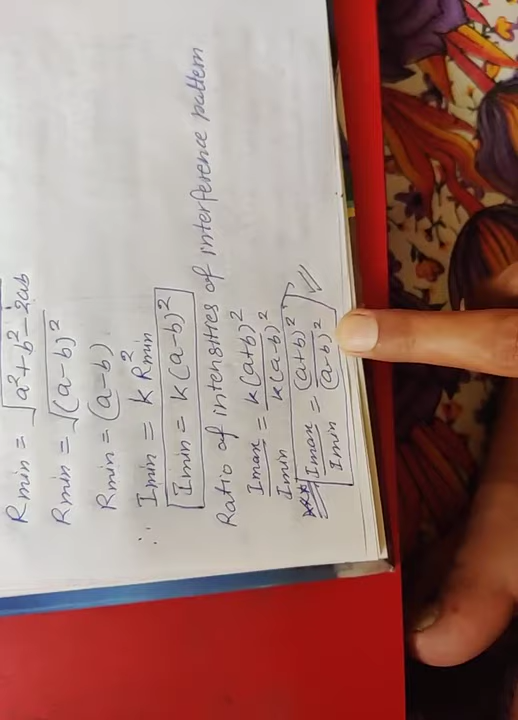 Rmin = √a²+b²-2ab
Rmin = √(a-b)²
Rmin = (a-b)
∴ Imin = K R²min
Imin = K(a-b)²
Ratio of intensities of interference pattern
Imax/Imin = K(a+b)²/K(a-b)²
Imax/Imin = (a+b)²/(a-b)²